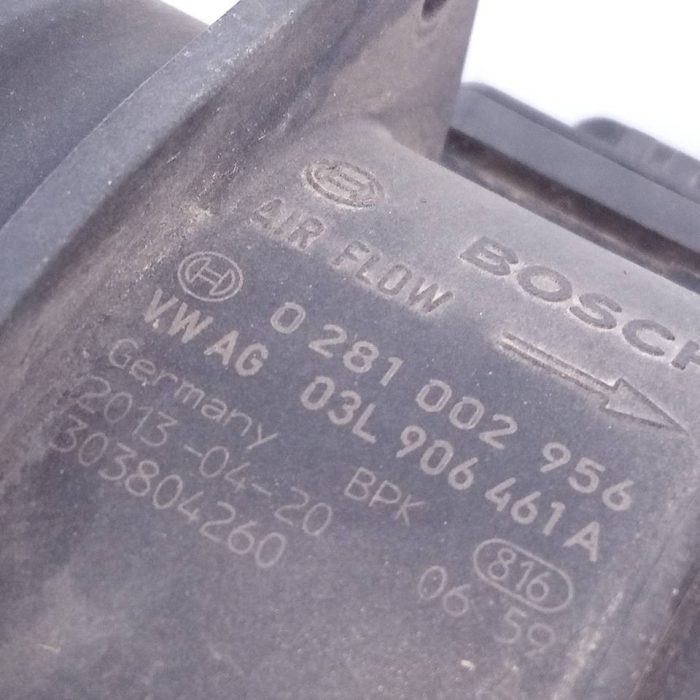 AIR FLOW
BOSCH
0 281 002 956
V.W AG 03L 906 461 A
Germany BPK 816
2013-04-20 06 59
303804260